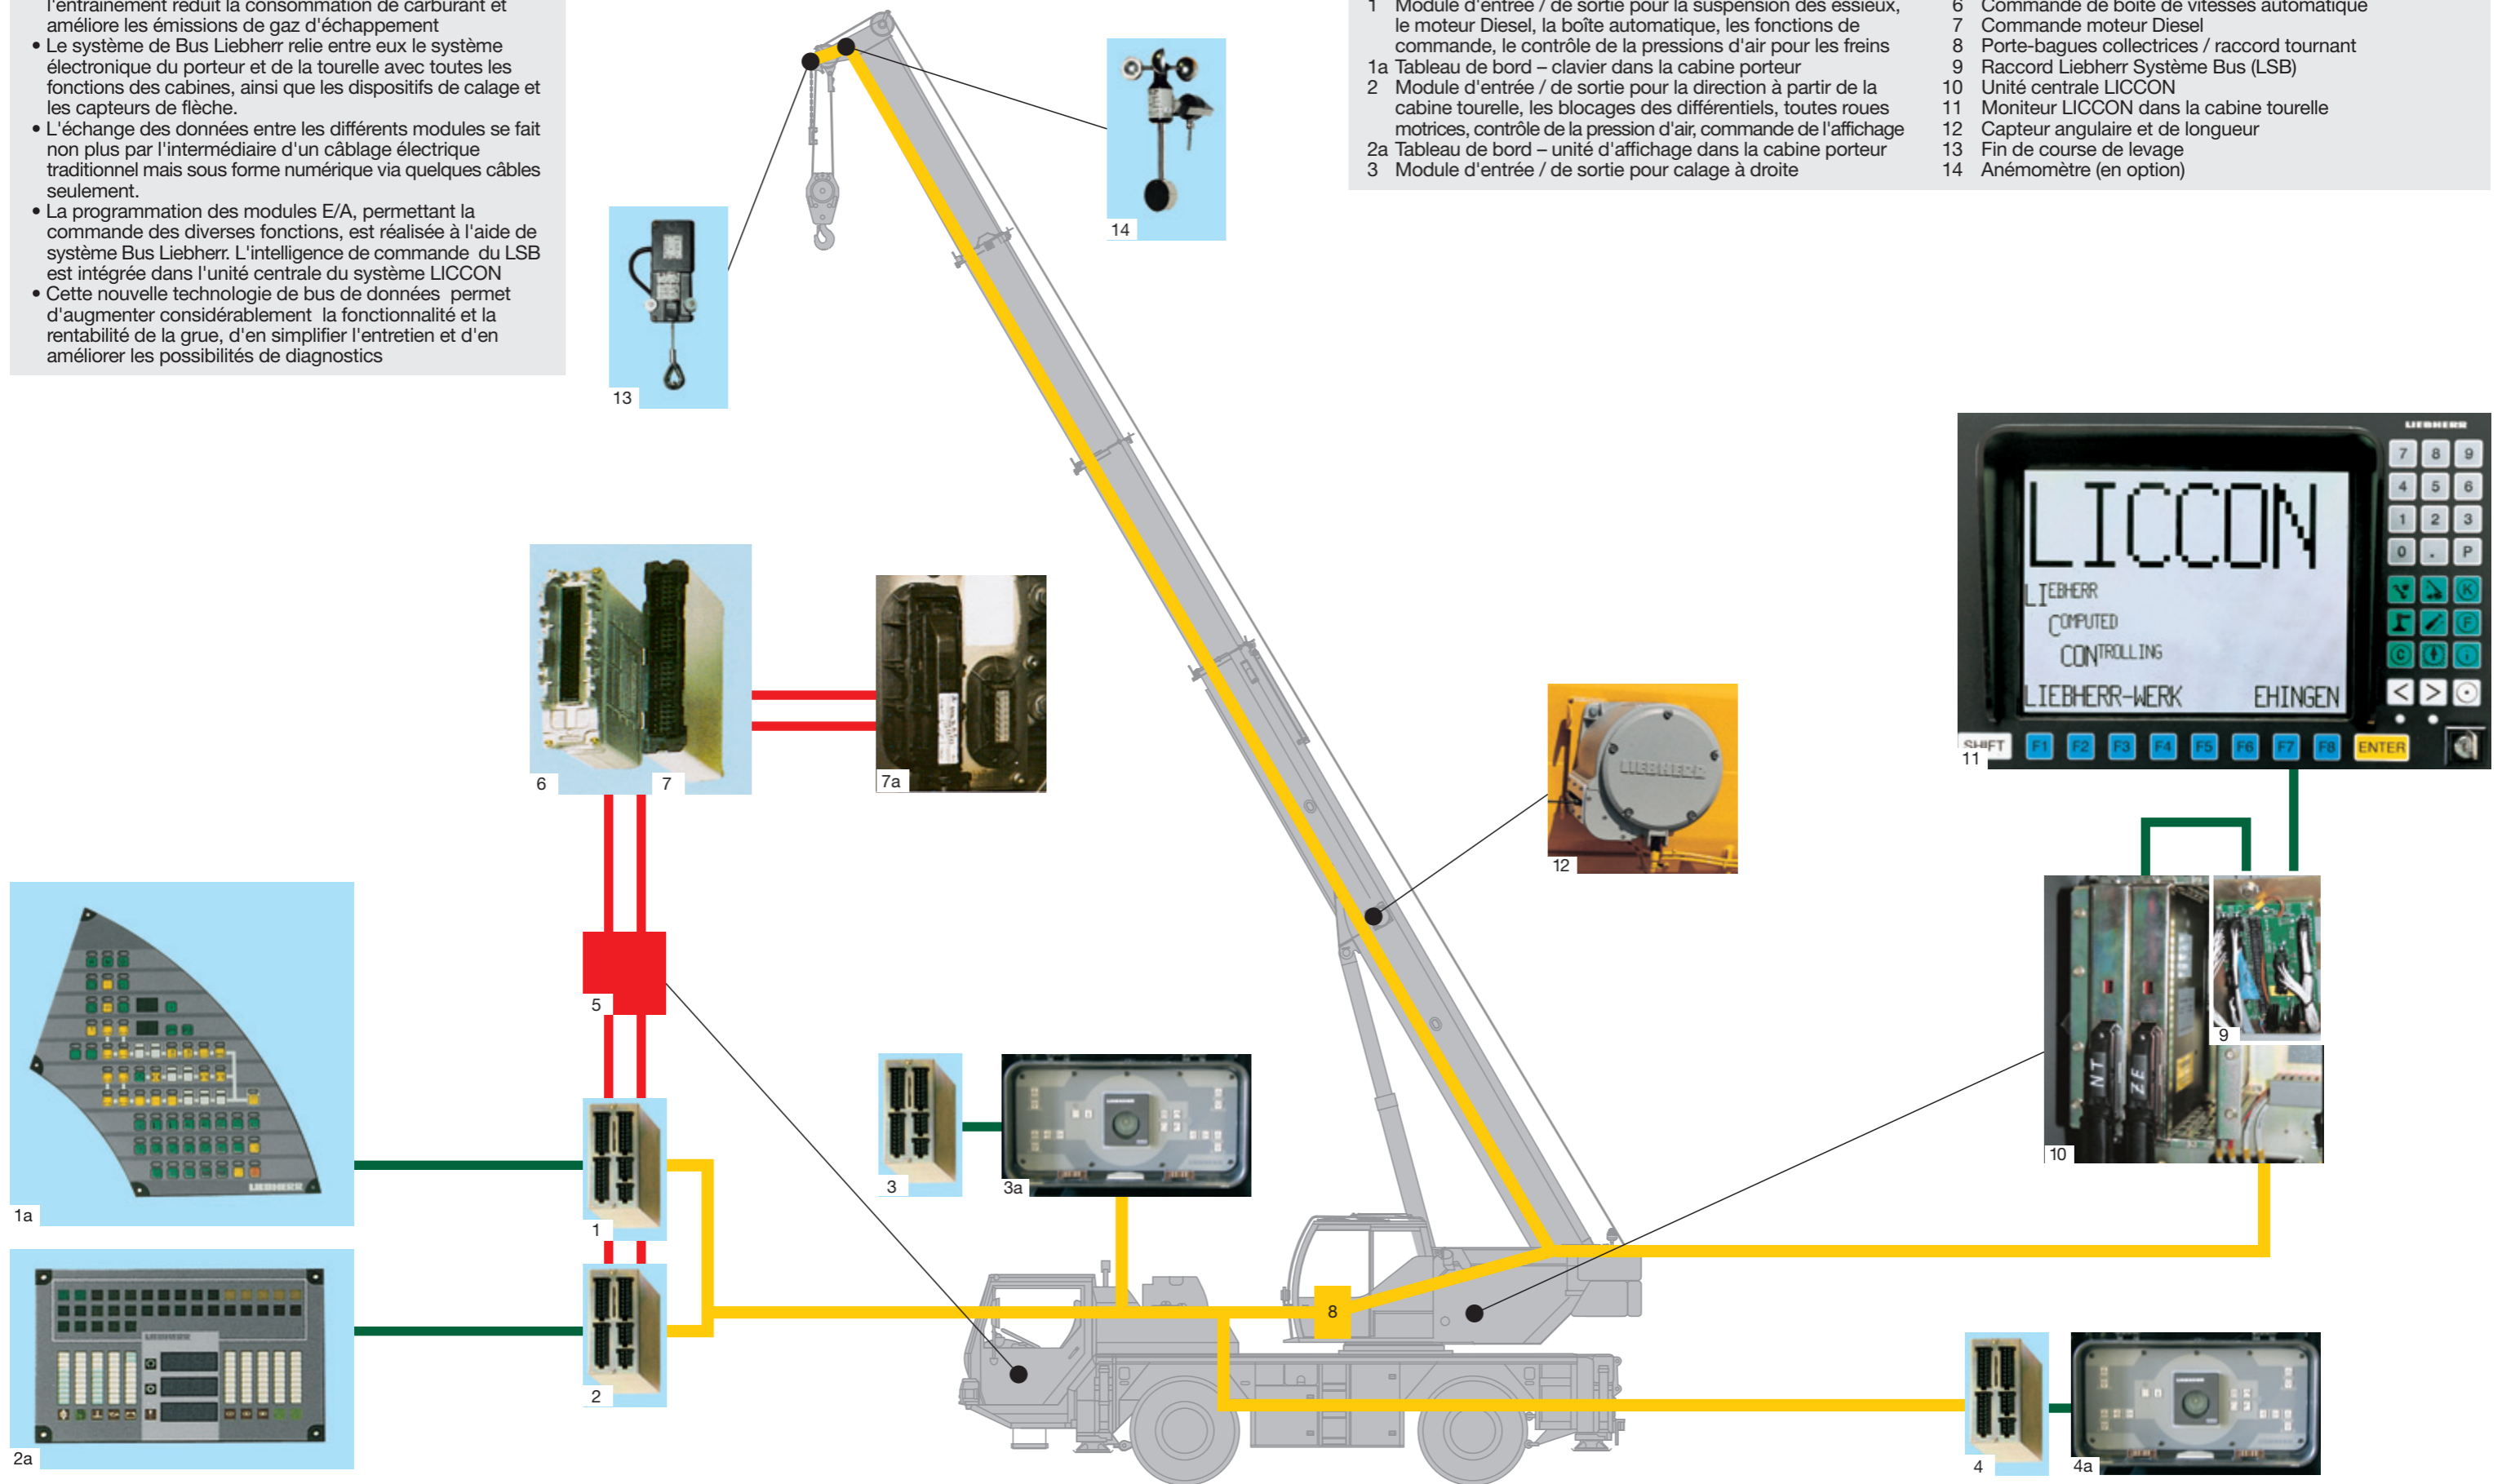 l'entraînement réduit la consommation de carburant et
améliore les émissions de gaz d'échappement
• Le système de Bus Liebherr relie entre eux le système
électronique du porteur et de la tourelle avec toutes les
fonctions des cabines, ainsi que les dispositifs de calage et
les capteurs de flèche.
• L'échange des données entre les différents modules se fait
non plus par l'intermédiaire d'un câblage électrique
traditionnel mais sous forme numérique via quelques câbles
seulement.
• La programmation des modules E/A, permettant la
commande des diverses fonctions, est réalisée à l'aide de
système Bus Liebherr. L'intelligence de commande du LSB
est intégrée dans l'unité centrale du système LICCON
• Cette nouvelle technologie de bus de données permet
d'augmenter considérablement la fonctionnalité et la
rentabilité de la grue, d'en simplifier l'entretien et d'en
améliorer les possibilités de diagnostics
1 Module d'entrée / de sortie pour la suspension des essieux,
le moteur Diesel, la boîte automatique, les fonctions de
commande, le contrôle de la pressions d'air pour les freins
1a Tableau de bord – clavier dans la cabine porteur
2 Module d'entrée / de sortie pour la direction à partir de la
cabine tourelle, les blocages des différentiels, toutes roues
motrices, contrôle de la pression d'air, commande de l'affichage
2a Tableau de bord – unité d'affichage dans la cabine porteur
3 Module d'entrée / de sortie pour calage à droite
6 Commande de boîte de vitesses automatique
7 Commande moteur Diesel
8 Porte-bagues collectrices / raccord tournant
9 Raccord Liebherr Système Bus (LSB)
10 Unité centrale LICCON
11 Moniteur LICCON dans la cabine tourelle
12 Capteur angulaire et de longueur
13 Fin de course de levage
14 Anémomètre (en option)
14
13
LIEBHERR
7 8 9
4 5 6
1 2 3
0 . P
K
F
C i
< >
LICCON
LIEBHERR
COMPUTED
CONTROLLING
LIEBHERR-WERK EHINGEN
SHIFT F1 F2 F3 F4 F5 F6 F7 F8 ENTER
11
6 7
7a
LIEBHERR
12
5
NT ZE
9
10
LIEBHERR
1a
1
3
3a
8
LIEBHERR
2a
2
4
4a